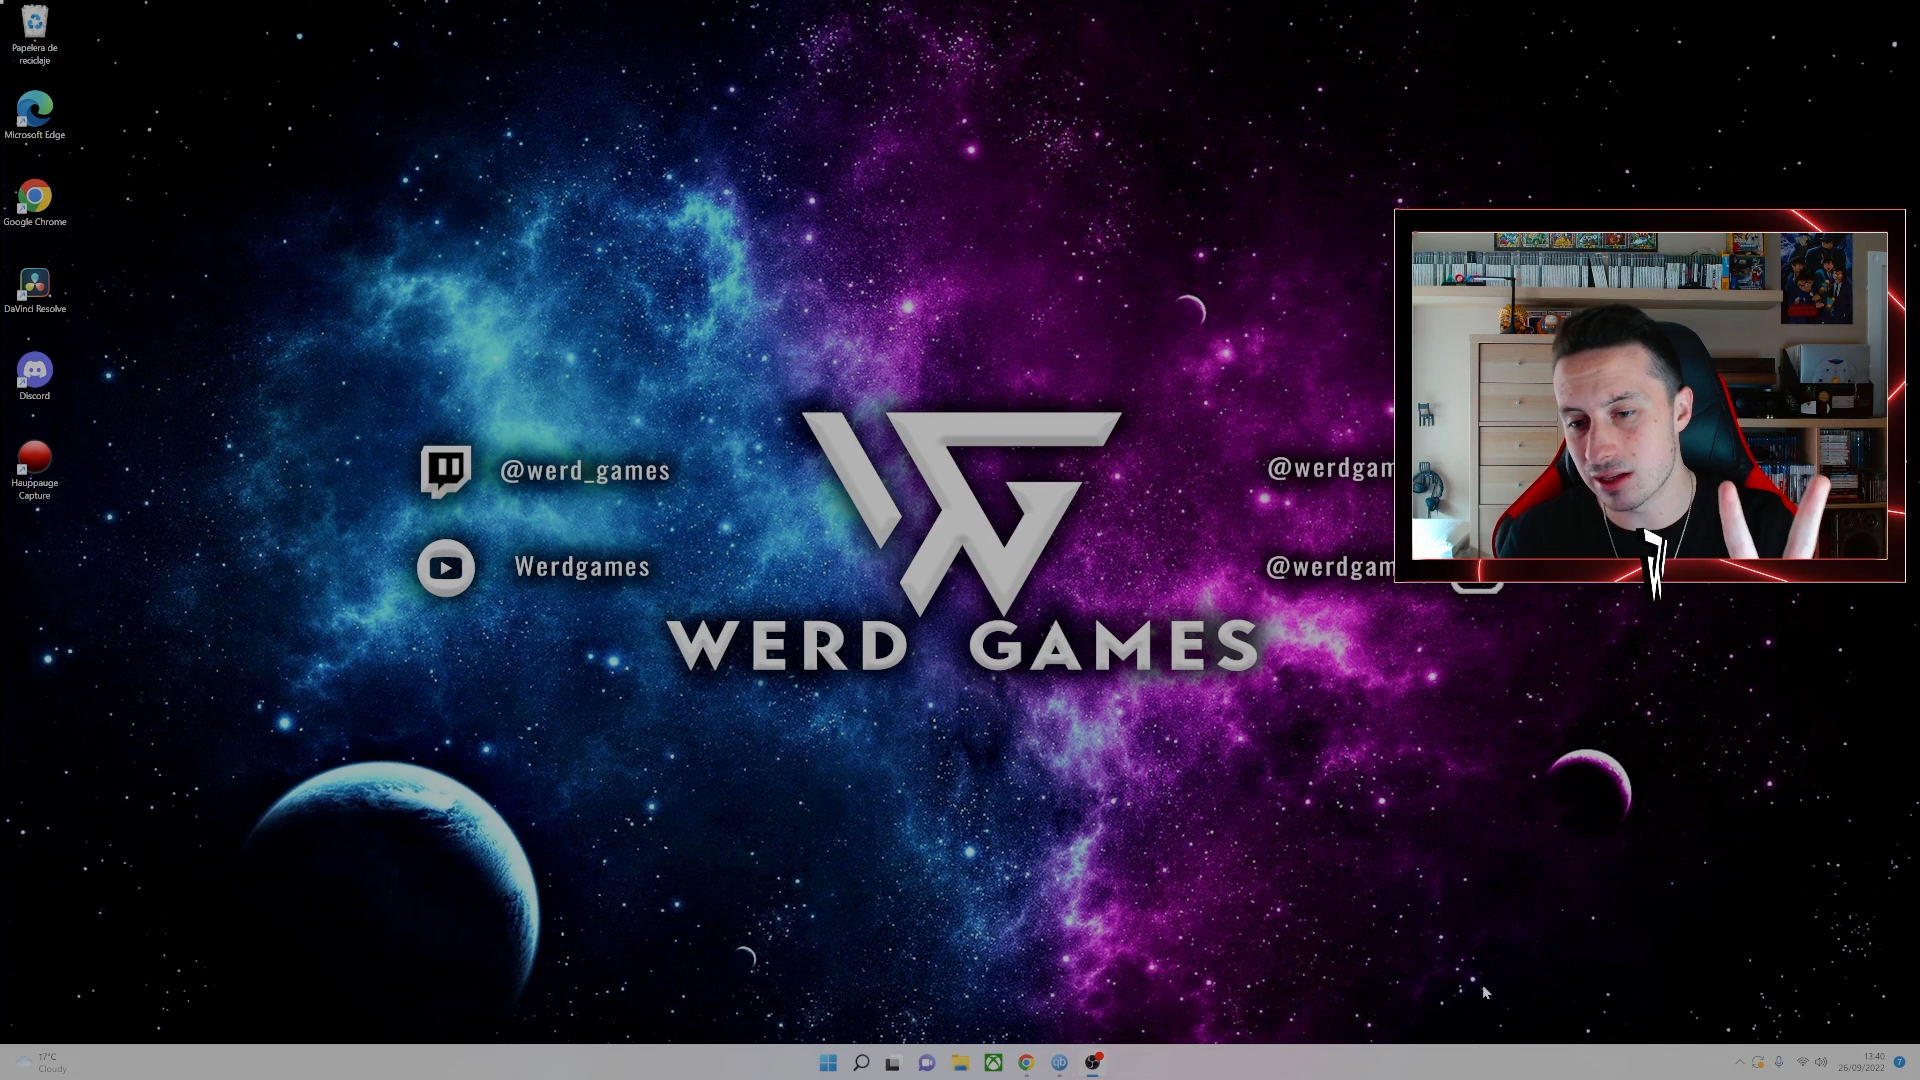 Papelera de
reciclaje
Microsoft Edge
Google Chrome
DaVinci Resolve
Discord
Hauppauge
Capture
@werd_games
Werdgames
@werdgam
@werdgam
WERD GAMES
17°C
Cloudy
13:40
26/09/2022
7